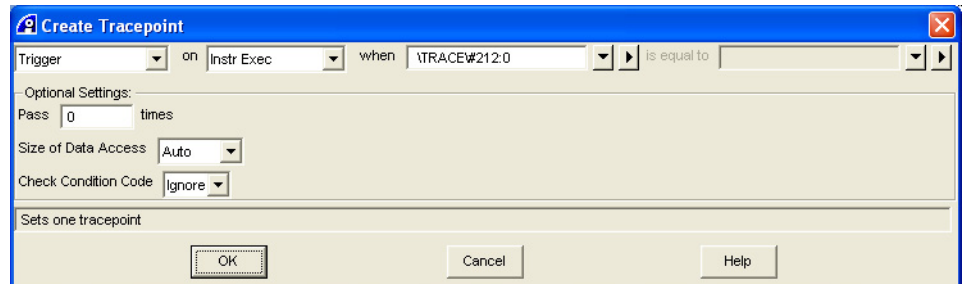 Create Tracepoint
Trigger on Instr Exec when \TRACE\#212:0 is equal to
Optional Settings:
Pass 0 times
Size of Data Access Auto
Check Condition Code Ignore
Sets one tracepoint
OK Cancel Help